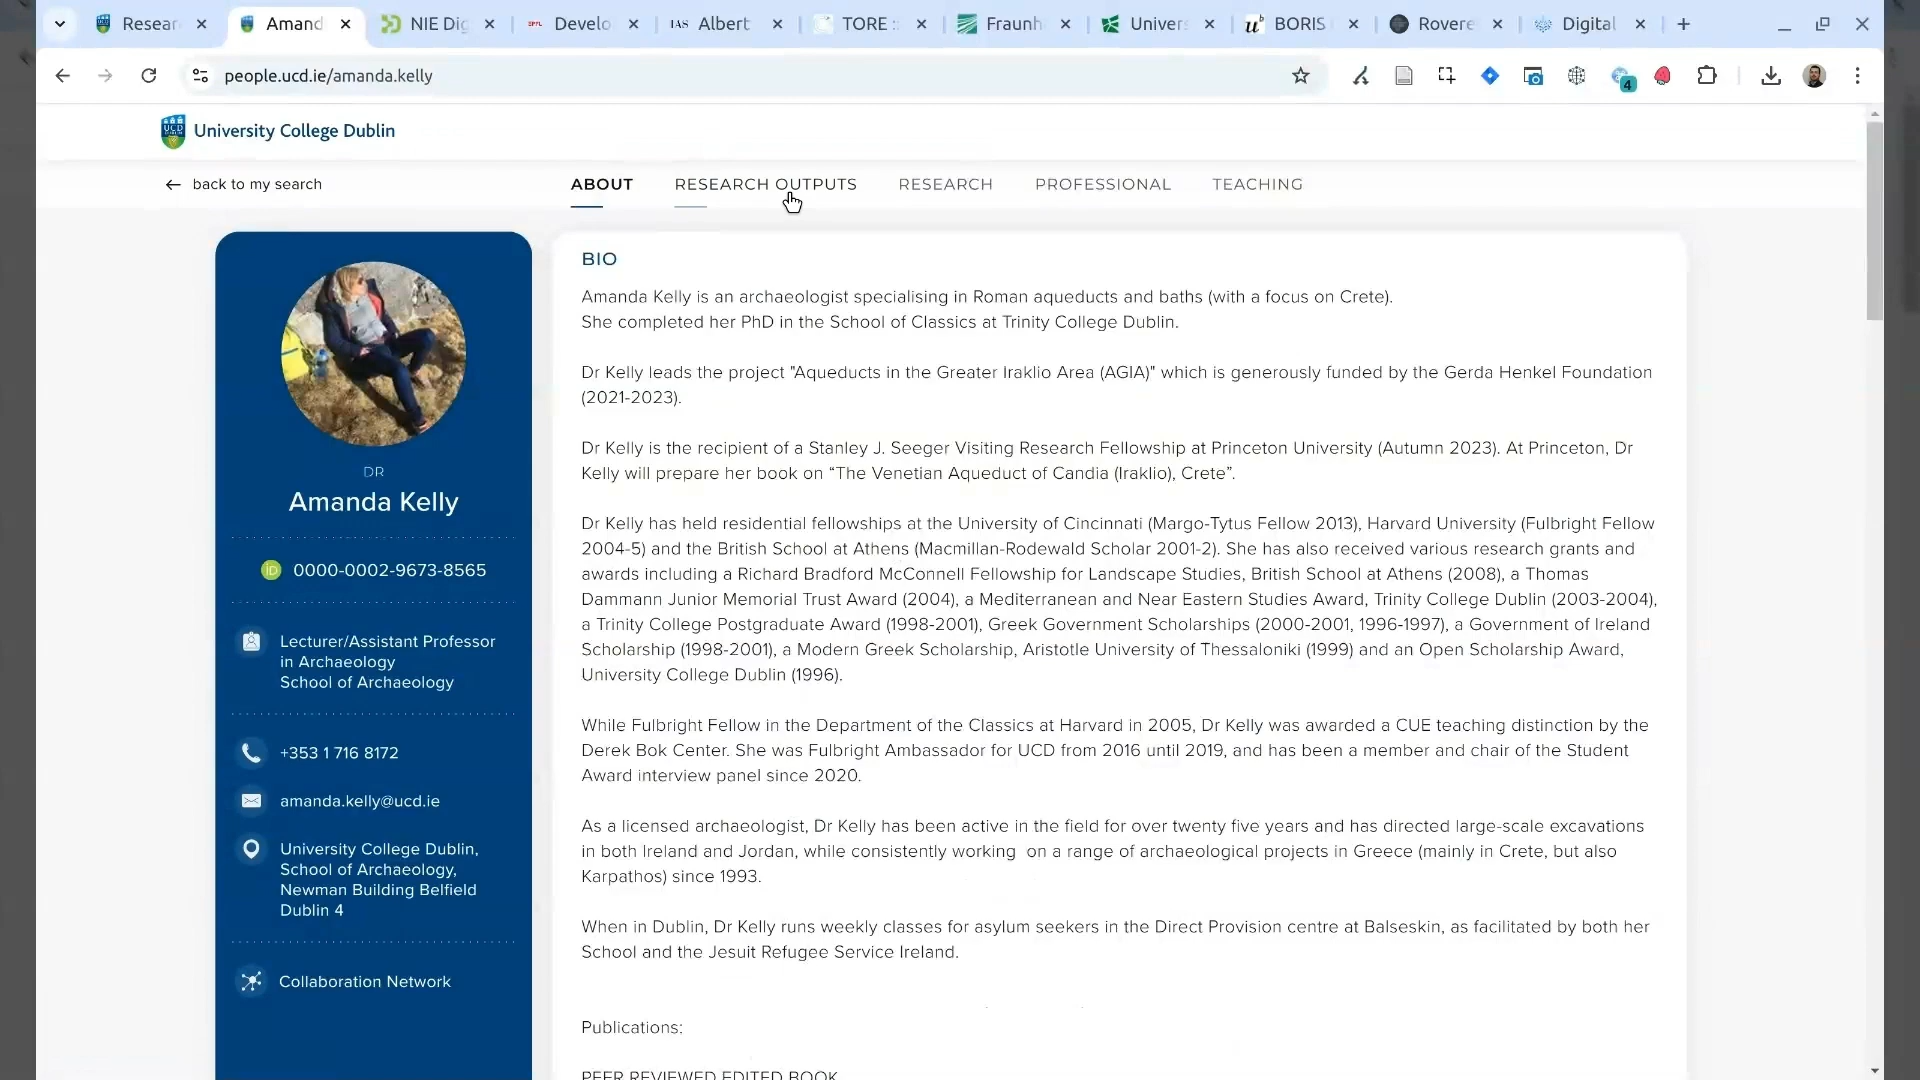 Resear
Amand
NIE Dig
EPFL
Develo
IAS
Albert
TORE ::
Fraunh
Univer
BORIS
Rovere
Digital
people.ucd.ie/amanda.kelly
4
UCD
DUBLIN
University College Dublin
back to my search
ABOUT
RESEARCH OUTPUTS
RESEARCH
PROFESSIONAL
TEACHING
DR
Amanda Kelly
iD 0000-0002-9673-8565
Lecturer/Assistant Professor
in Archaeology
School of Archaeology
+353 1 716 8172
amanda.kelly@ucd.ie
University College Dublin,
School of Archaeology,
Newman Building Belfield
Dublin 4
Collaboration Network
BIO
Amanda Kelly is an archaeologist specialising in Roman aqueducts and baths (with a focus on Crete).
She completed her PhD in the School of Classics at Trinity College Dublin.
Dr Kelly leads the project "Aqueducts in the Greater Iraklio Area (AGIA)" which is generously funded by the Gerda Henkel Foundation
(2021-2023).
Dr Kelly is the recipient of a Stanley J. Seeger Visiting Research Fellowship at Princeton University (Autumn 2023). At Princeton, Dr
Kelly will prepare her book on “The Venetian Aqueduct of Candia (Iraklio), Crete”.
Dr Kelly has held residential fellowships at the University of Cincinnati (Margo-Tytus Fellow 2013), Harvard University (Fulbright Fellow
2004-5) and the British School at Athens (Macmillan-Rodewald Scholar 2001-2). She has also received various research grants and
awards including a Richard Bradford McConnell Fellowship for Landscape Studies, British School at Athens (2008), a Thomas
Dammann Junior Memorial Trust Award (2004), a Mediterranean and Near Eastern Studies Award, Trinity College Dublin (2003-2004),
a Trinity College Postgraduate Award (1998-2001), Greek Government Scholarships (2000-2001, 1996-1997), a Government of Ireland
Scholarship (1998-2001), a Modern Greek Scholarship, Aristotle University of Thessaloniki (1999) and an Open Scholarship Award,
University College Dublin (1996).
While Fulbright Fellow in the Department of the Classics at Harvard in 2005, Dr Kelly was awarded a CUE teaching distinction by the
Derek Bok Center. She was Fulbright Ambassador for UCD from 2016 until 2019, and has been a member and chair of the Student
Award interview panel since 2020.
As a licensed archaeologist, Dr Kelly has been active in the field for over twenty five years and has directed large-scale excavations
in both Ireland and Jordan, while consistently working on a range of archaeological projects in Greece (mainly in Crete, but also
Karpathos) since 1993.
When in Dublin, Dr Kelly runs weekly classes for asylum seekers in the Direct Provision centre at Balseskin, as facilitated by both her
School and the Jesuit Refugee Service Ireland.
Publications:
PEER REVIEWED EDITED BOOK